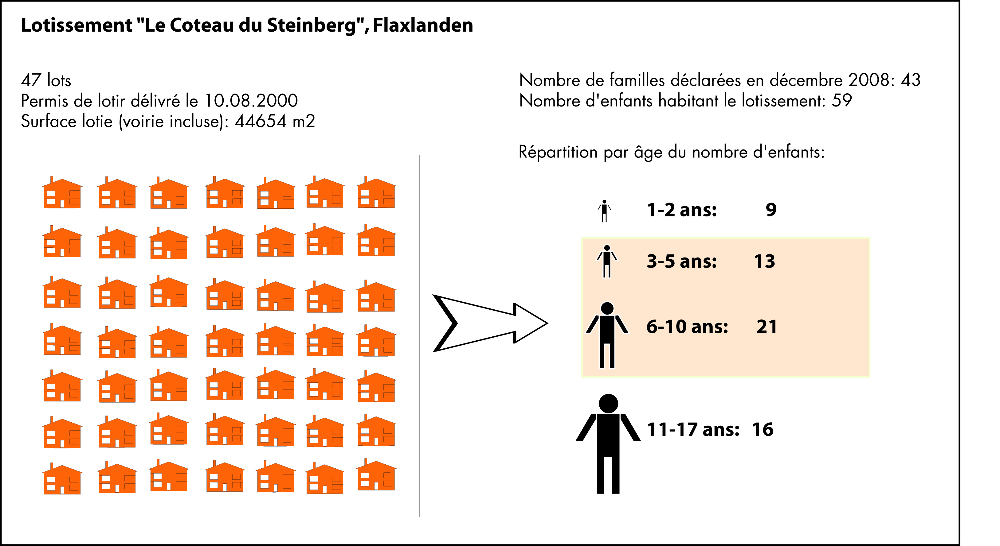 Lotissement "Le Coteau du Steinberg", Flaxlanden
47 lots
Permis de lotir délivré le 10.08.2000
Surface lotie (voirie incluse): 44654 m2
Nombre de familles déclarées en décembre 2008: 43
Nombre d'enfants habitant le lotissement: 59
Répartition par âge du nombre d'enfants:
1-2 ans: 9
3-5 ans: 13
6-10 ans: 21
11-17 ans: 16